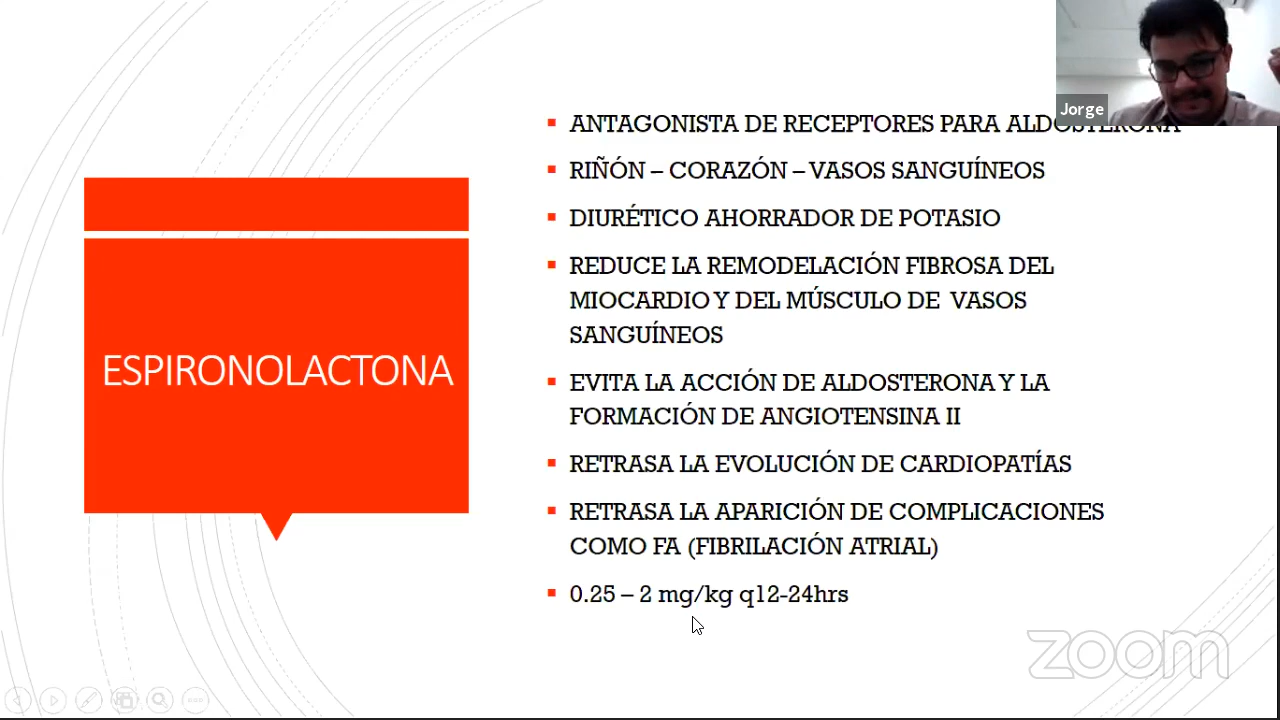 Jorge
ANTAGONISTA DE RECEPTORES PARA ALDOSTERONA
RIÑÓN – CORAZÓN – VASOS SANGUÍNEOS
DIURÉTICO AHORRADOR DE POTASIO
REDUCE LA REMODELACIÓN FIBROSA DEL
MIOCARDIO Y DEL MÚSCULO DE VASOS
SANGUÍNEOS
ESPIRONOLACTONA
EVITA LA ACCIÓN DE ALDOSTERONA Y LA
FORMACIÓN DE ANGIOTENSINA II
RETRASA LA EVOLUCIÓN DE CARDIOPATÍAS
RETRASA LA APARICIÓN DE COMPLICACIONES
COMO FA (FIBRILACIÓN ATRIAL)
0.25 – 2 mg/kg q12-24hrs
zoom